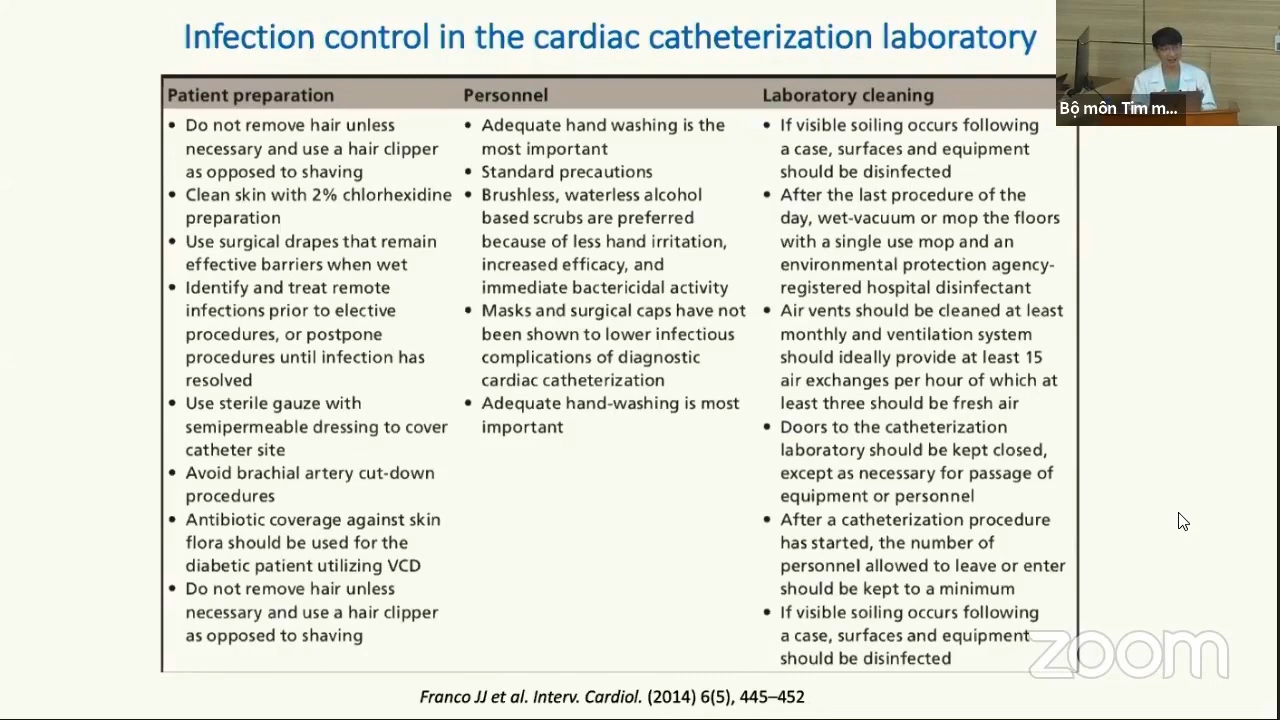 Infection control in the cardiac catheterization laboratory
Bộ môn Tim m...
Patient preparation
• Do not remove hair unless
necessary and use a hair clipper
as opposed to shaving
• Clean skin with 2% chlorhexidine
preparation
• Use surgical drapes that remain
effective barriers when wet
• Identify and treat remote
infections prior to elective
procedures, or postpone
procedures until infection has
resolved
• Use sterile gauze with
semipermeable dressing to cover
catheter site
• Avoid brachial artery cut-down
procedures
• Antibiotic coverage against skin
flora should be used for the
diabetic patient utilizing VCD
• Do not remove hair unless
necessary and use a hair clipper
as opposed to shaving
Personnel
• Adequate hand washing is the
most important
• Standard precautions
• Brushless, waterless alcohol
based scrubs are preferred
because of less hand irritation,
increased efficacy, and
immediate bactericidal activity
• Masks and surgical caps have not
been shown to lower infectious
complications of diagnostic
cardiac catheterization
• Adequate hand-washing is most
important
Laboratory cleaning
• If visible soiling occurs following
a case, surfaces and equipment
should be disinfected
• After the last procedure of the
day, wet-vacuum or mop the floors
with a single use mop and an
environmental protection agency-
registered hospital disinfectant
• Air vents should be cleaned at least
monthly and ventilation system
should ideally provide at least 15
air exchanges per hour of which at
least three should be fresh air
• Doors to the catheterization
laboratory should be kept closed,
except as necessary for passage of
equipment or personnel
• After a catheterization procedure
has started, the number of
personnel allowed to leave or enter
should be kept to a minimum
• If visible soiling occurs following
a case, surfaces and equipment
should be disinfected
zoom
Franco JJ et al. Interv. Cardiol. (2014) 6(5), 445–452